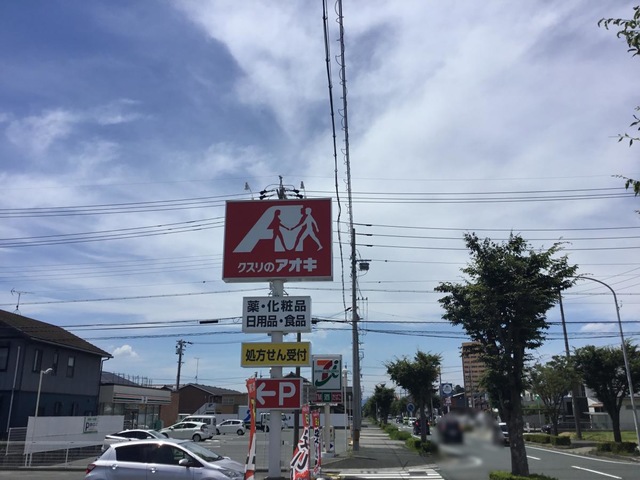 クスリのアオキ
薬・化粧品
日用品・食品
処方せん受付
P
7